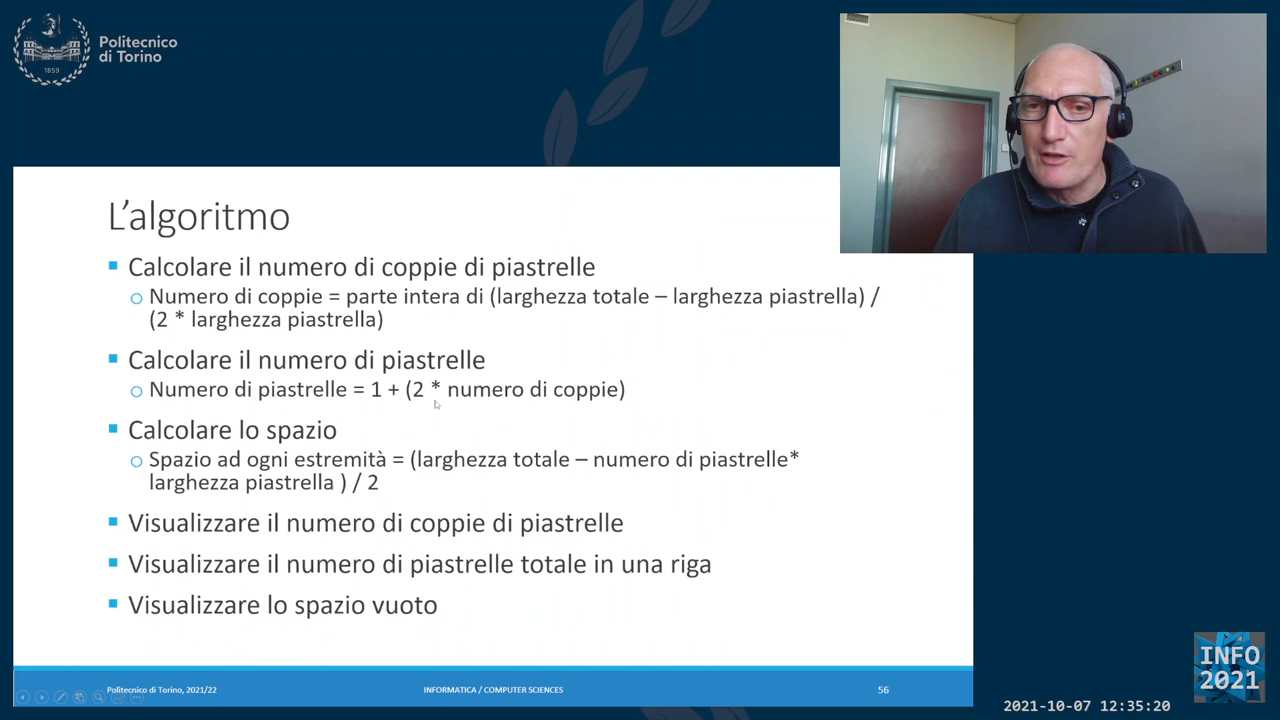 Politecnico
di Torino
1859
L'algoritmo
Calcolare il numero di coppie di piastrelle
Numero di coppie = parte intera di (larghezza totale – larghezza piastrella) /
(2 * larghezza piastrella)
Calcolare il numero di piastrelle
Numero di piastrelle = 1 + (2 * numero di coppie)
Calcolare lo spazio
Spazio ad ogni estremità = (larghezza totale – numero di piastrelle*
larghezza piastrella ) / 2
Visualizzare il numero di coppie di piastrelle
Visualizzare il numero di piastrelle totale in una riga
Visualizzare lo spazio vuoto
Politecnico di Torino, 2021/22
INFORMATICA / COMPUTER SCIENCES
56
INFO
2021
2021-10-07 12:35:20